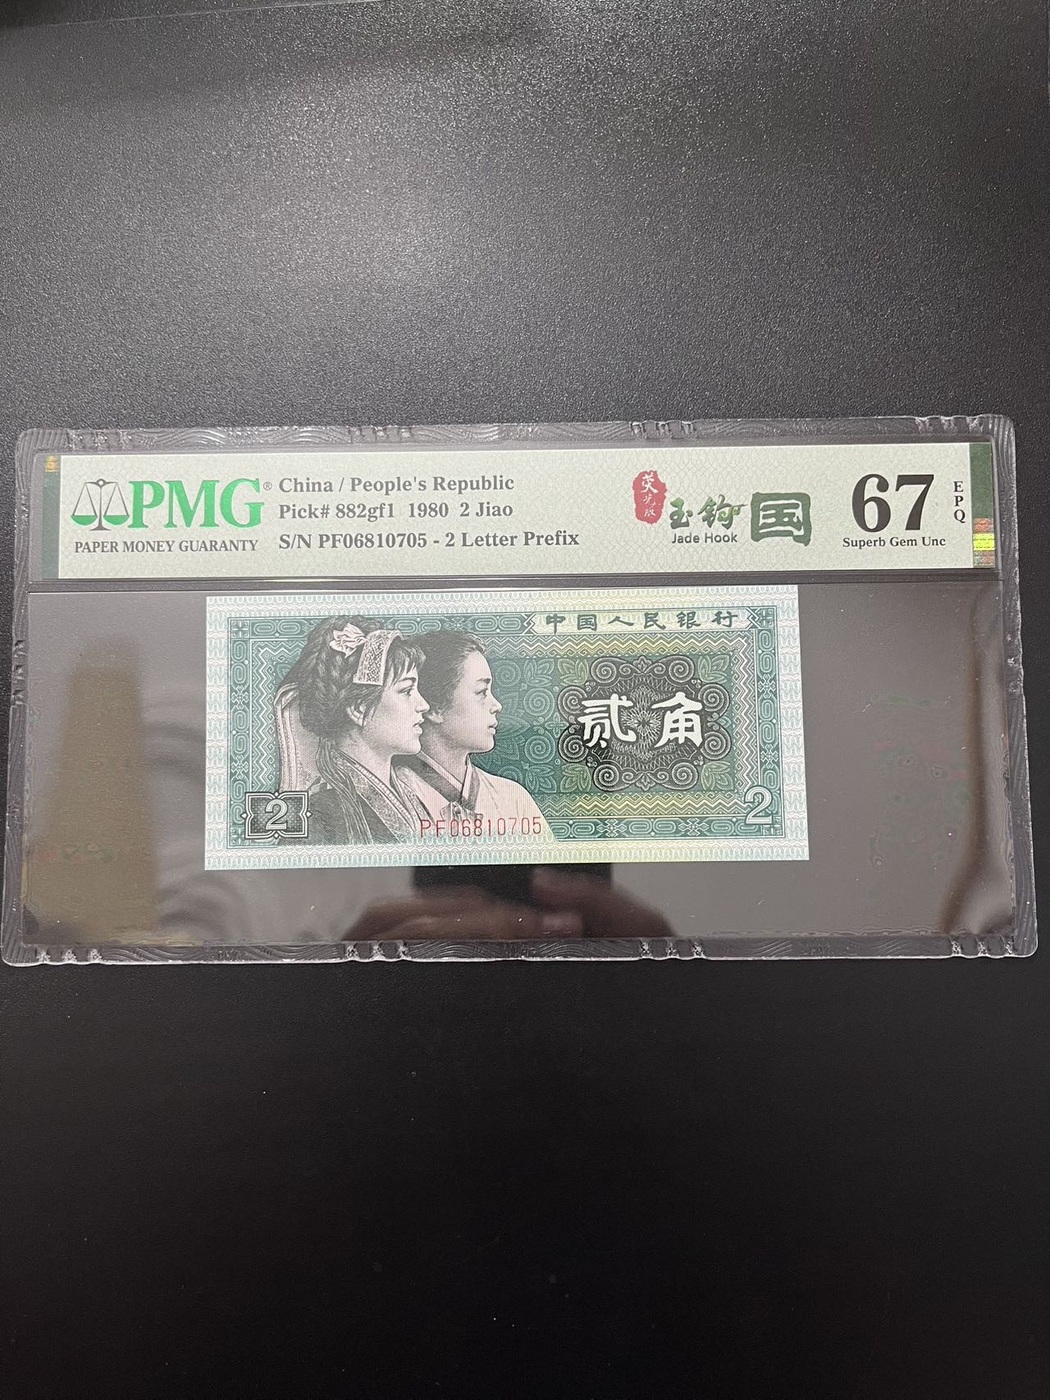 PMG®
PAPER MONEY GUARANTY
China / People's Republic
Pick# 882gf1 1980 2 Jiao
S/N PF06810705 - 2 Letter Prefix
玉钩国
Jade Hook
67
EPQ
Superb Gem Unc
中国人民银行
贰角
2
PF06810705
2